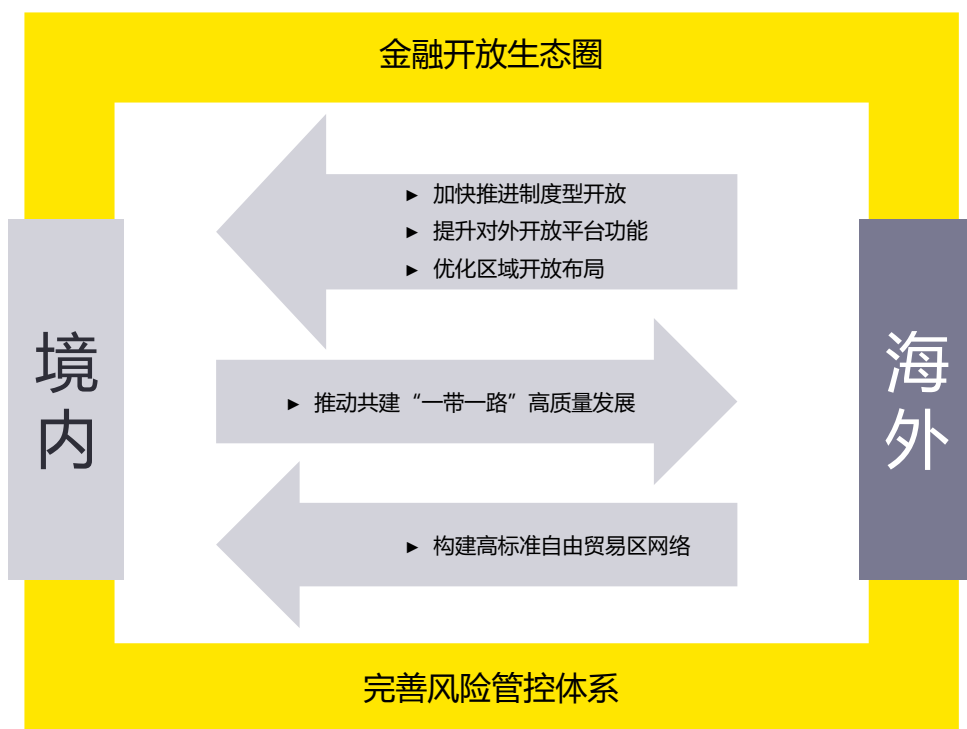 金融开放生态圈
► 加快推进制度型开放
► 提升对外开放平台功能
► 优化区域开放布局
境内
海外
► 推动共建“一带一路”高质量发展
► 构建高标准自由贸易区网络
完善风险管控体系